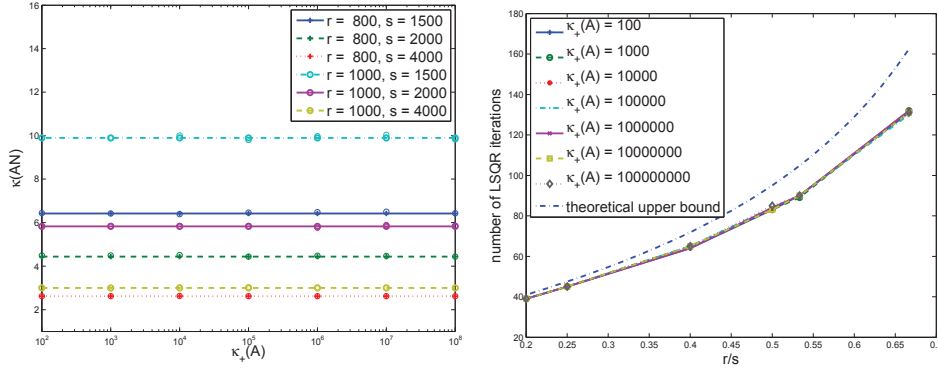 16
14
12
10
8
6
4
2
κ(AN)
r = 800, s = 1500
r = 800, s = 2000
r = 800, s = 4000
r = 1000, s = 1500
r = 1000, s = 2000
r = 1000, s = 4000
10² 10³ 10⁴ 10⁵ 10⁶ 10⁷ 10⁸
κ₊(A)
180
160
140
120
100
80
60
40
20
number of LSQR iterations
κ₊(A) = 100
κ₊(A) = 1000
κ₊(A) = 10000
κ₊(A) = 100000
κ₊(A) = 1000000
κ₊(A) = 10000000
κ₊(A) = 100000000
theoretical upper bound
0.2 0.25 0.3 0.35 0.4 0.45 0.5 0.55 0.6 0.65 0.7
r/s